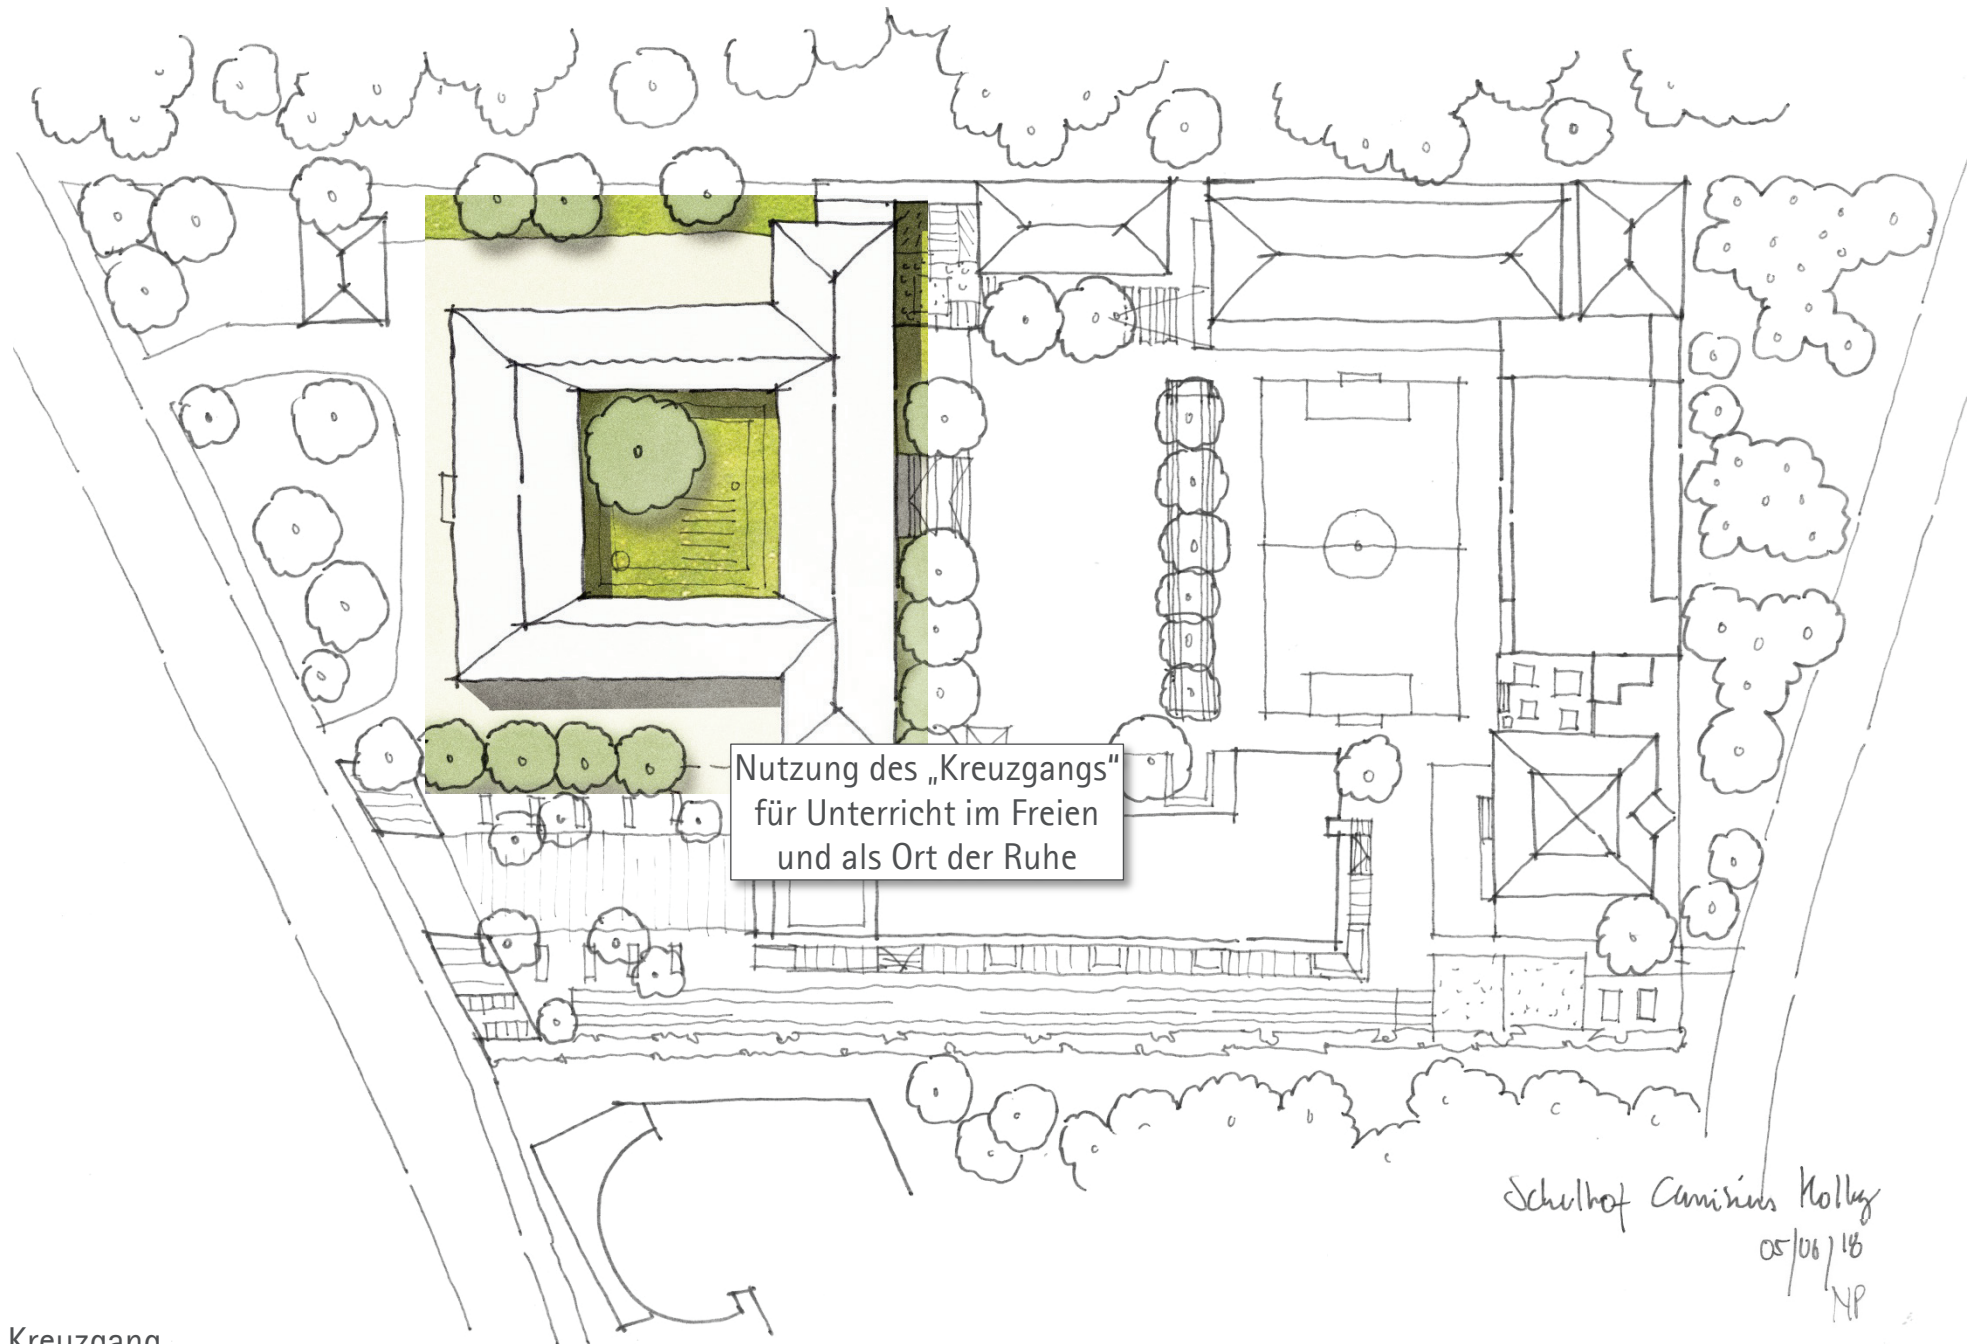 Nutzung des „Kreuzgangs“
für Unterricht im Freien
und als Ort der Ruhe
Schulhof Canisius Kolleg
05/06/18
NP
Kreuzgang